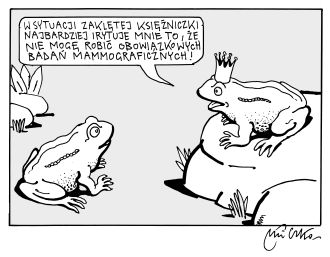 W SYTUACJI ZAKLĘTEJ KSIĘŻNICZKI
NAJBARDZIEJ IRYTUJE MNIE TO, ŻE
NIE MOGĘ ROBIĆ OBOWIĄZKOWYCH
BADAŃ MAMMOGRAFICZNYCH!